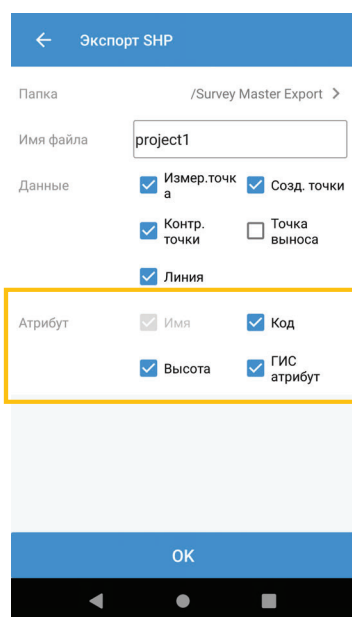 Экспорт SHP
Папка /Survey Master Export
Имя файла project1
Данные Измер.точк
а Созд. точки
Контр.
точки Точка
выноса
Линия
Атрибут Имя Код
Высота ГИС
атрибут
OK